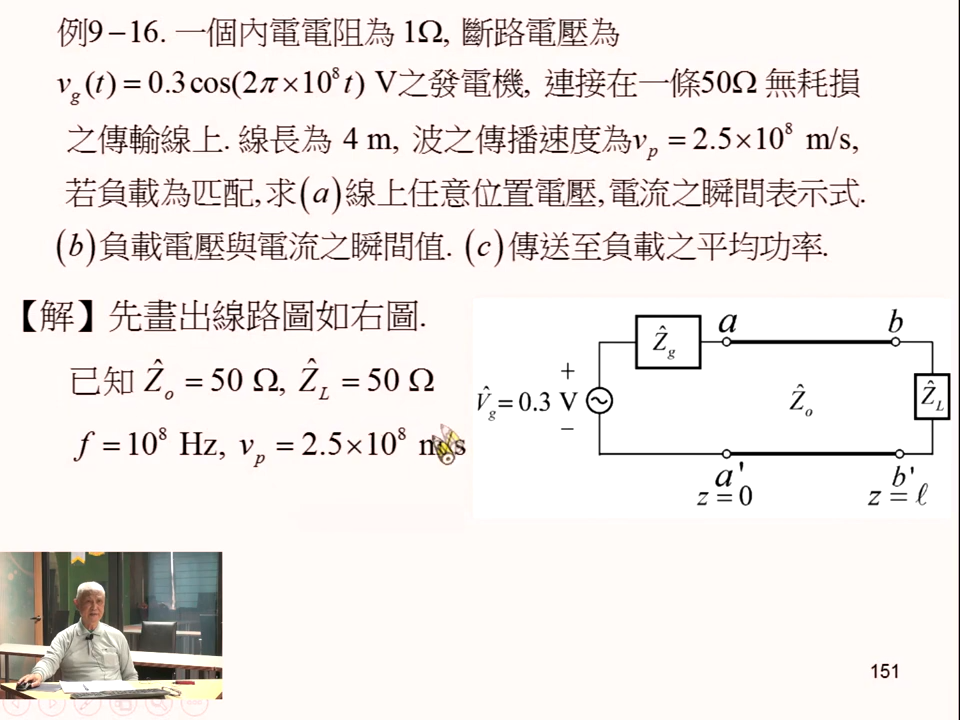 例9－16. 一個內電電阻為 1Ω, 斷路電壓為
v_g(t) = 0.3cos(2π×10⁸t) V之發電機, 連接在一條50Ω 無耗損
之傳輸線上. 線長為 4 m, 波之傳播速度為v_p = 2.5×10⁸ m/s,
若負載為匹配,求(a)線上任意位置電壓,電流之瞬間表示式.
(b)負載電壓與電流之瞬間值. (c)傳送至負載之平均功率.
【解】先畫出線路圖如右圖.
已知 Ẑ_o = 50 Ω, Ẑ_L = 50 Ω
f = 10⁸ Hz, v_p = 2.5×10⁸ m/s
Ẑ_g
a
b
+
V̂_g = 0.3 V
−
Ẑ_o
Ẑ_L
a'
b'
z = 0
z = ℓ
151